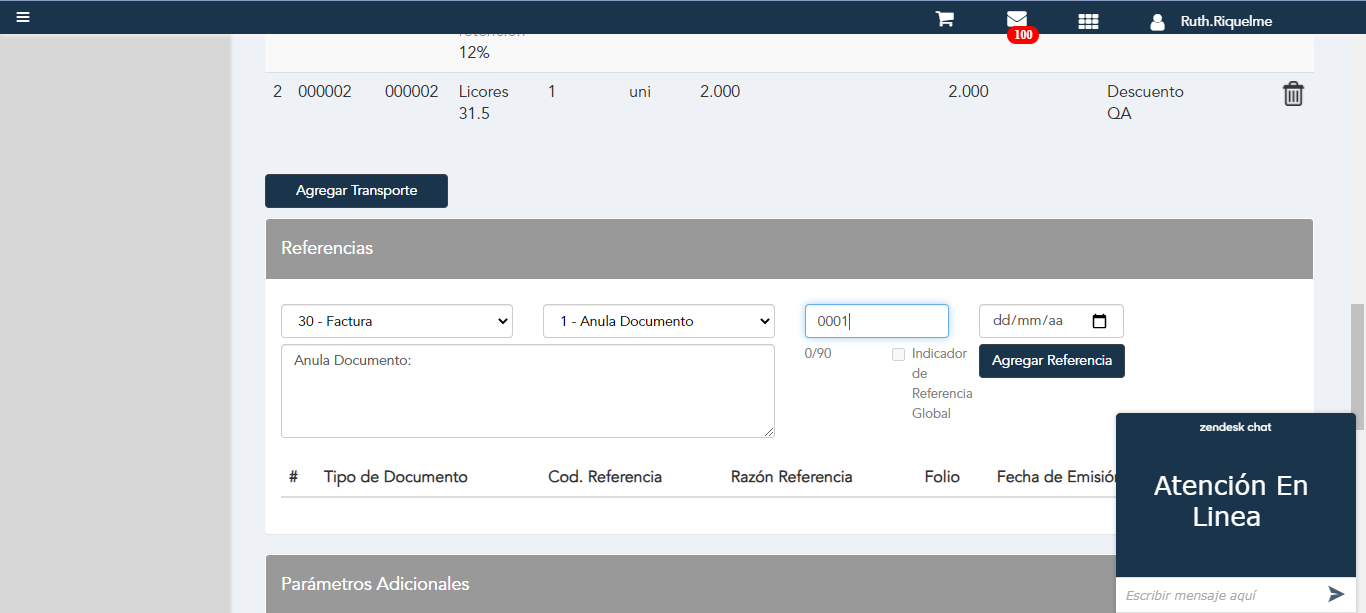 100
Ruth.Riquelme
retención
12%
2 000002 000002 Licores 31.5 1 uni 2.000 2.000 Descuento QA
Agregar Transporte
Referencias
30 - Factura
1 - Anula Documento
0001
dd/mm/aa
Anula Documento:
0/90
Indicador de Referencia Global
Agregar Referencia
# Tipo de Documento Cod. Referencia Razón Referencia Folio Fecha de Emisión
Parámetros Adicionales
zendesk chat
Atención En
Linea
Escribir mensaje aquí